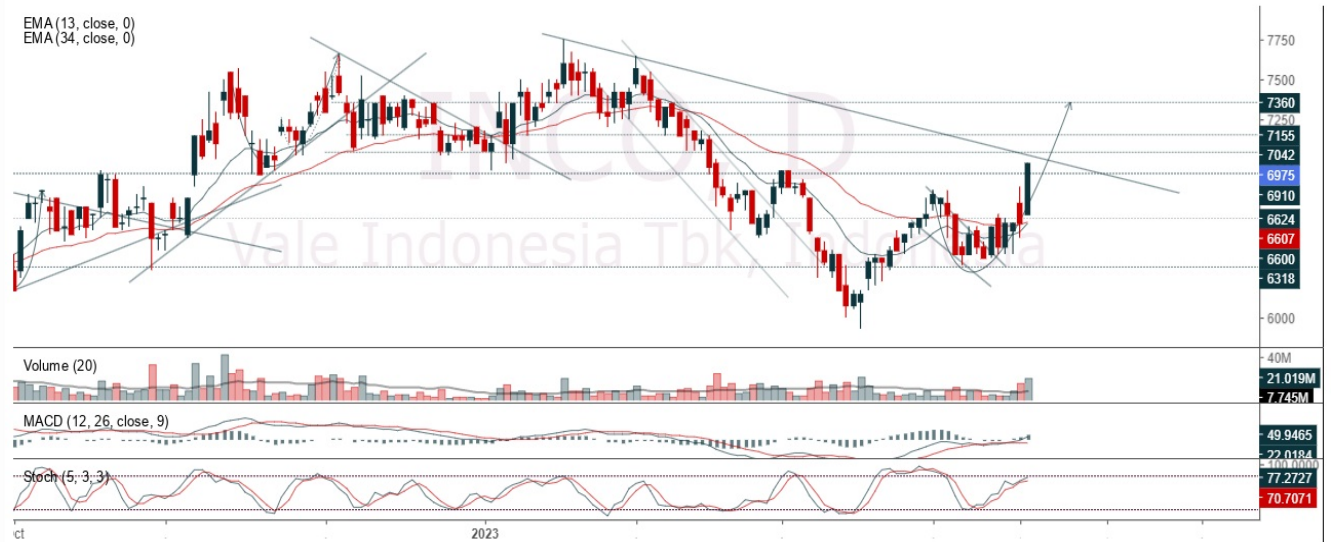 EMA (13, close, 0)
EMA (34, close, 0)
INCO, D
Vale Indonesia Tbk, Indonesia
7750
7500
7360
7250
7155
7042
6975
6910
6624
6607
6600
6318
6000
Volume (20)
40M
21.019M
7.745M
MACD (12, 26, close, 9)
49.9465
22.0184
Stoch (5, 3, 3)
100.0000
77.2727
70.7071
ct
2023